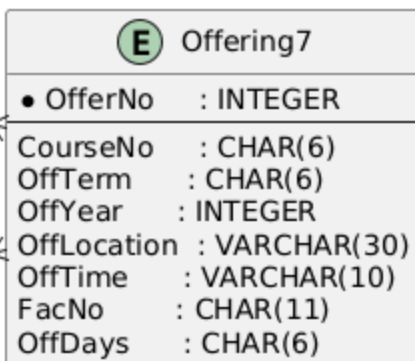 E Offering7
• OfferNo : INTEGER
CourseNo : CHAR(6)
OffTerm : CHAR(6)
OffYear : INTEGER
OffLocation : VARCHAR(30)
OffTime : VARCHAR(10)
FacNo : CHAR(11)
OffDays : CHAR(6)